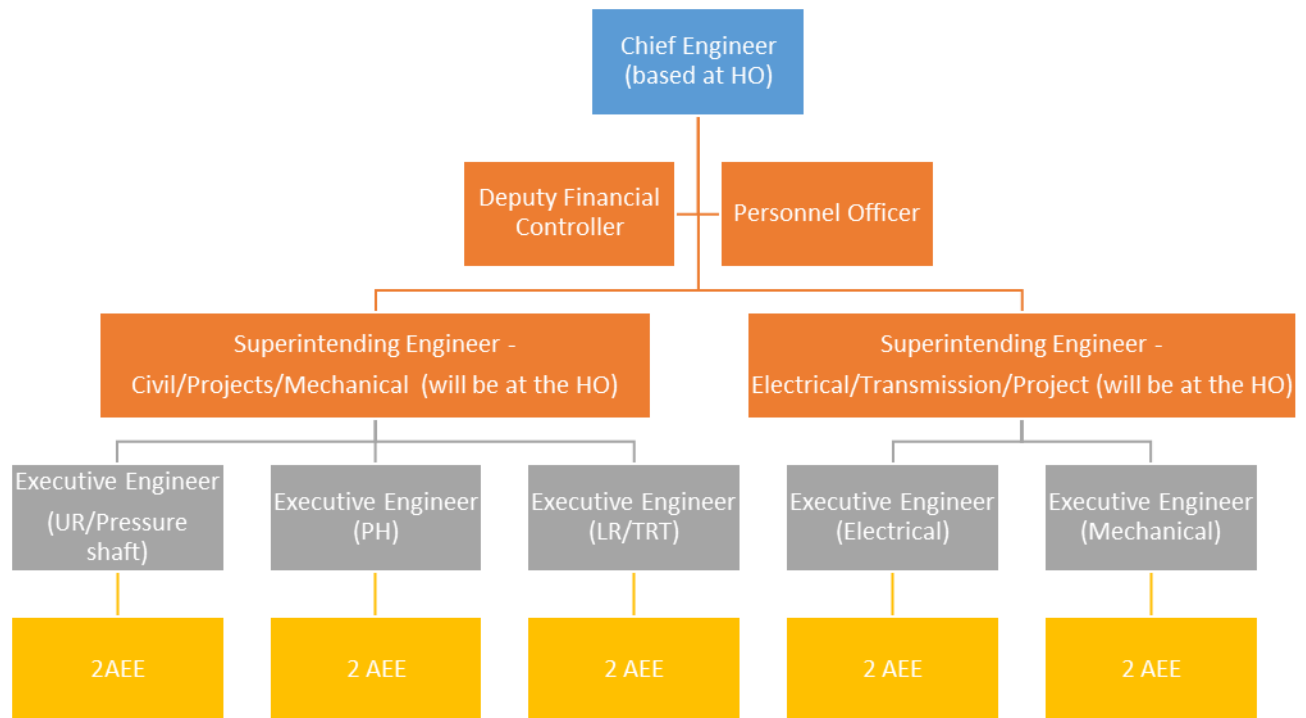 Chief Engineer
(based at HO)
Deputy Financial
Controller
Personnel Officer
Superintending Engineer -
Civil/Projects/Mechanical (will be at the HO)
Superintending Engineer -
Electrical/Transmission/Project (will be at the HO)
Executive Engineer
(UR/Pressure
shaft)
Executive Engineer
(PH)
Executive Engineer
(LR/TRT)
Executive Engineer
(Electrical)
Executive Engineer
(Mechanical)
2AEE
2 AEE
2 AEE
2 AEE
2 AEE